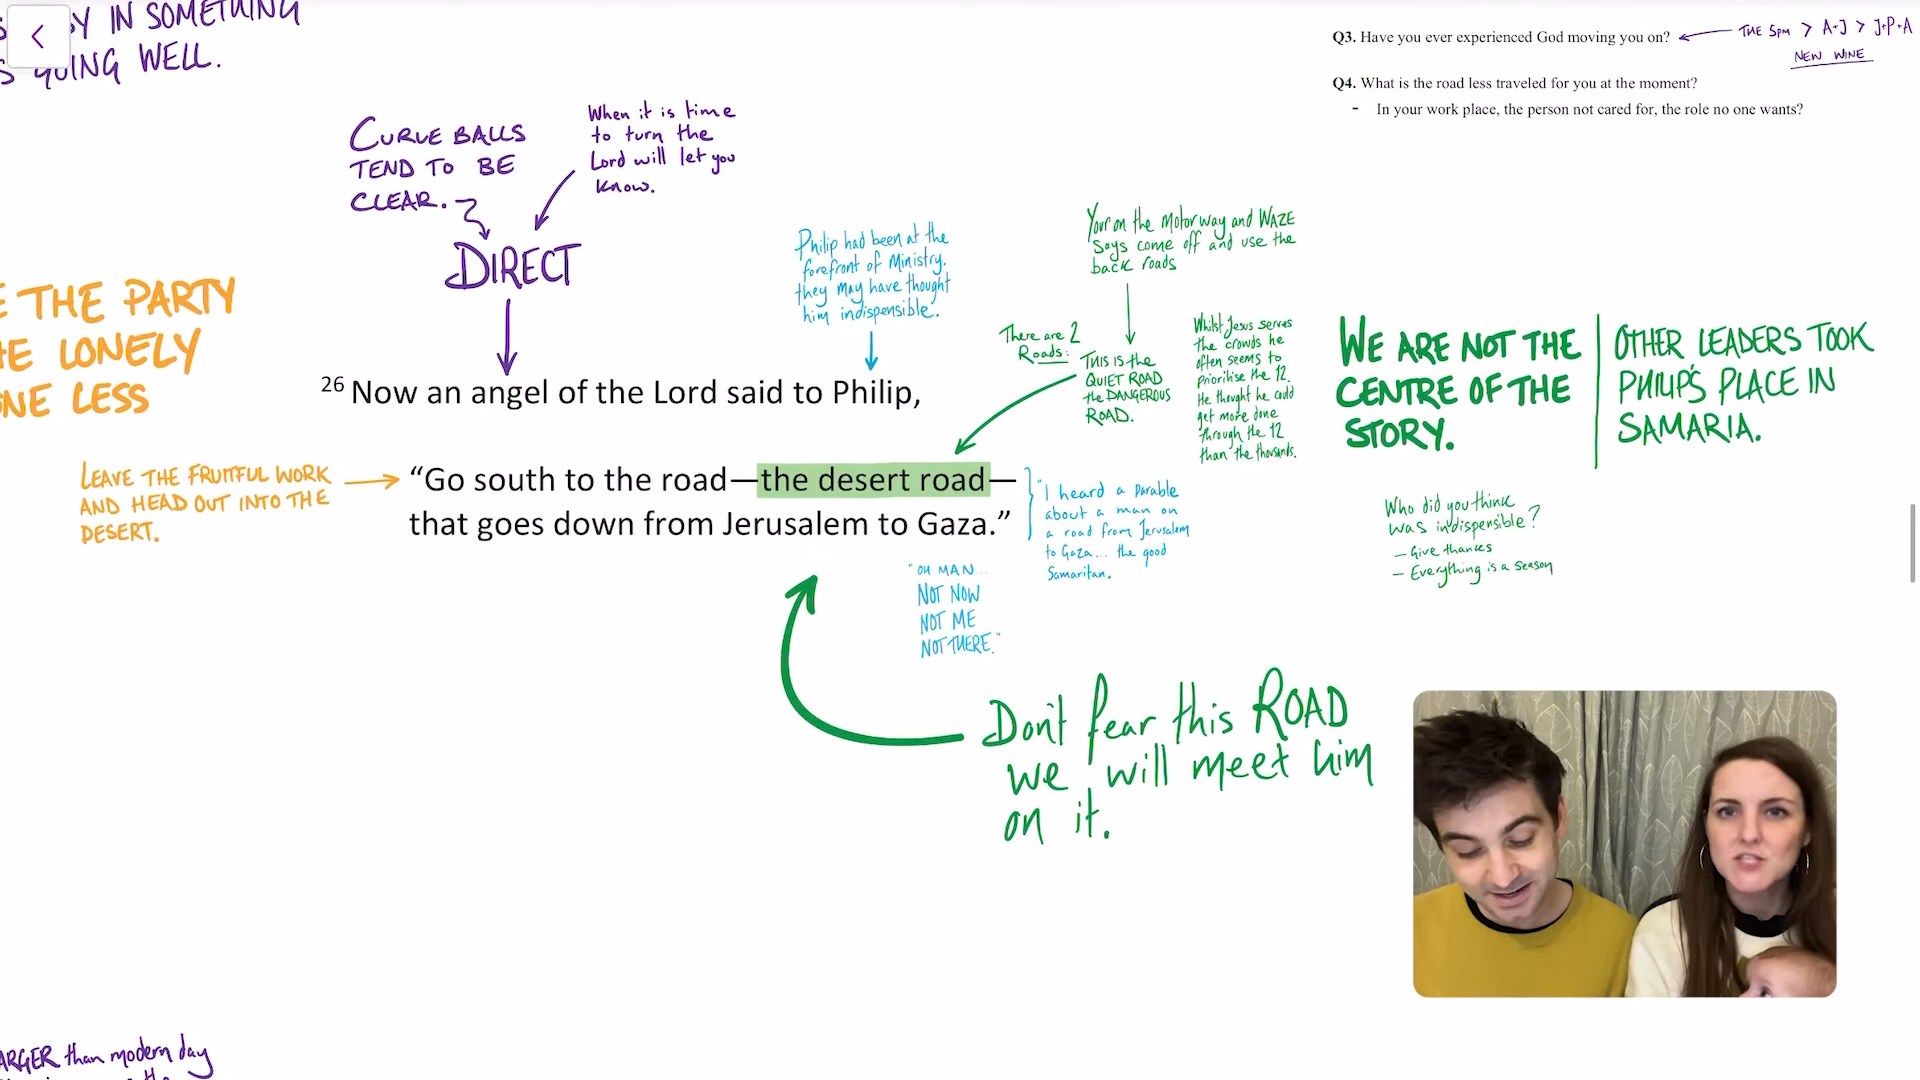 BY IN SOMETHING
S GOING WELL.
Q3. Have you ever experienced God moving you on?
THE 5pm > A+J > J+P+A
NEW WINE
Q4. What is the road less traveled for you at the moment?
- In your work place, the person not cared for, the role no one wants?
CURVE BALLS
TEND TO BE
CLEAR.
When it is time
to turn the
Lord will let you
know.
DIRECT
Philip had been at the
forefront of Ministry.
they may have thought
him indispensible.
Your on the Motorway and WAZE
Says come off and use the
back roads
There are 2
Roads:
THIS IS the
QUIET ROAD
the DANGEROUS
ROAD.
Whilst Jesus serves
the crowds he
often seems to
prioritise the 12.
He thought he could
get more done
through the 12
than the thousands.
WE ARE NOT THE
CENTRE OF THE
STORY.
OTHER LEADERS TOOK
PHILIP'S PLACE IN
SAMARIA.
E THE PARTY
HE LONELY
ONE LESS
26 Now an angel of the Lord said to Philip,
LEAVE THE FRUITFUL WORK
AND HEAD OUT INTO THE
DESERT.
“Go south to the road—the desert road—
that goes down from Jerusalem to Gaza.”
"I heard a parable
about a man on
a road from Jerusalem
to Gaza... the good
Samaritan.
"OH MAN...
NOT NOW
NOT ME
NOT THERE."
Who did you think
was indispensible?
- Give thanks
- Everything is a season
Don't fear this ROAD
we will meet him
on it.
ARGER than modern day